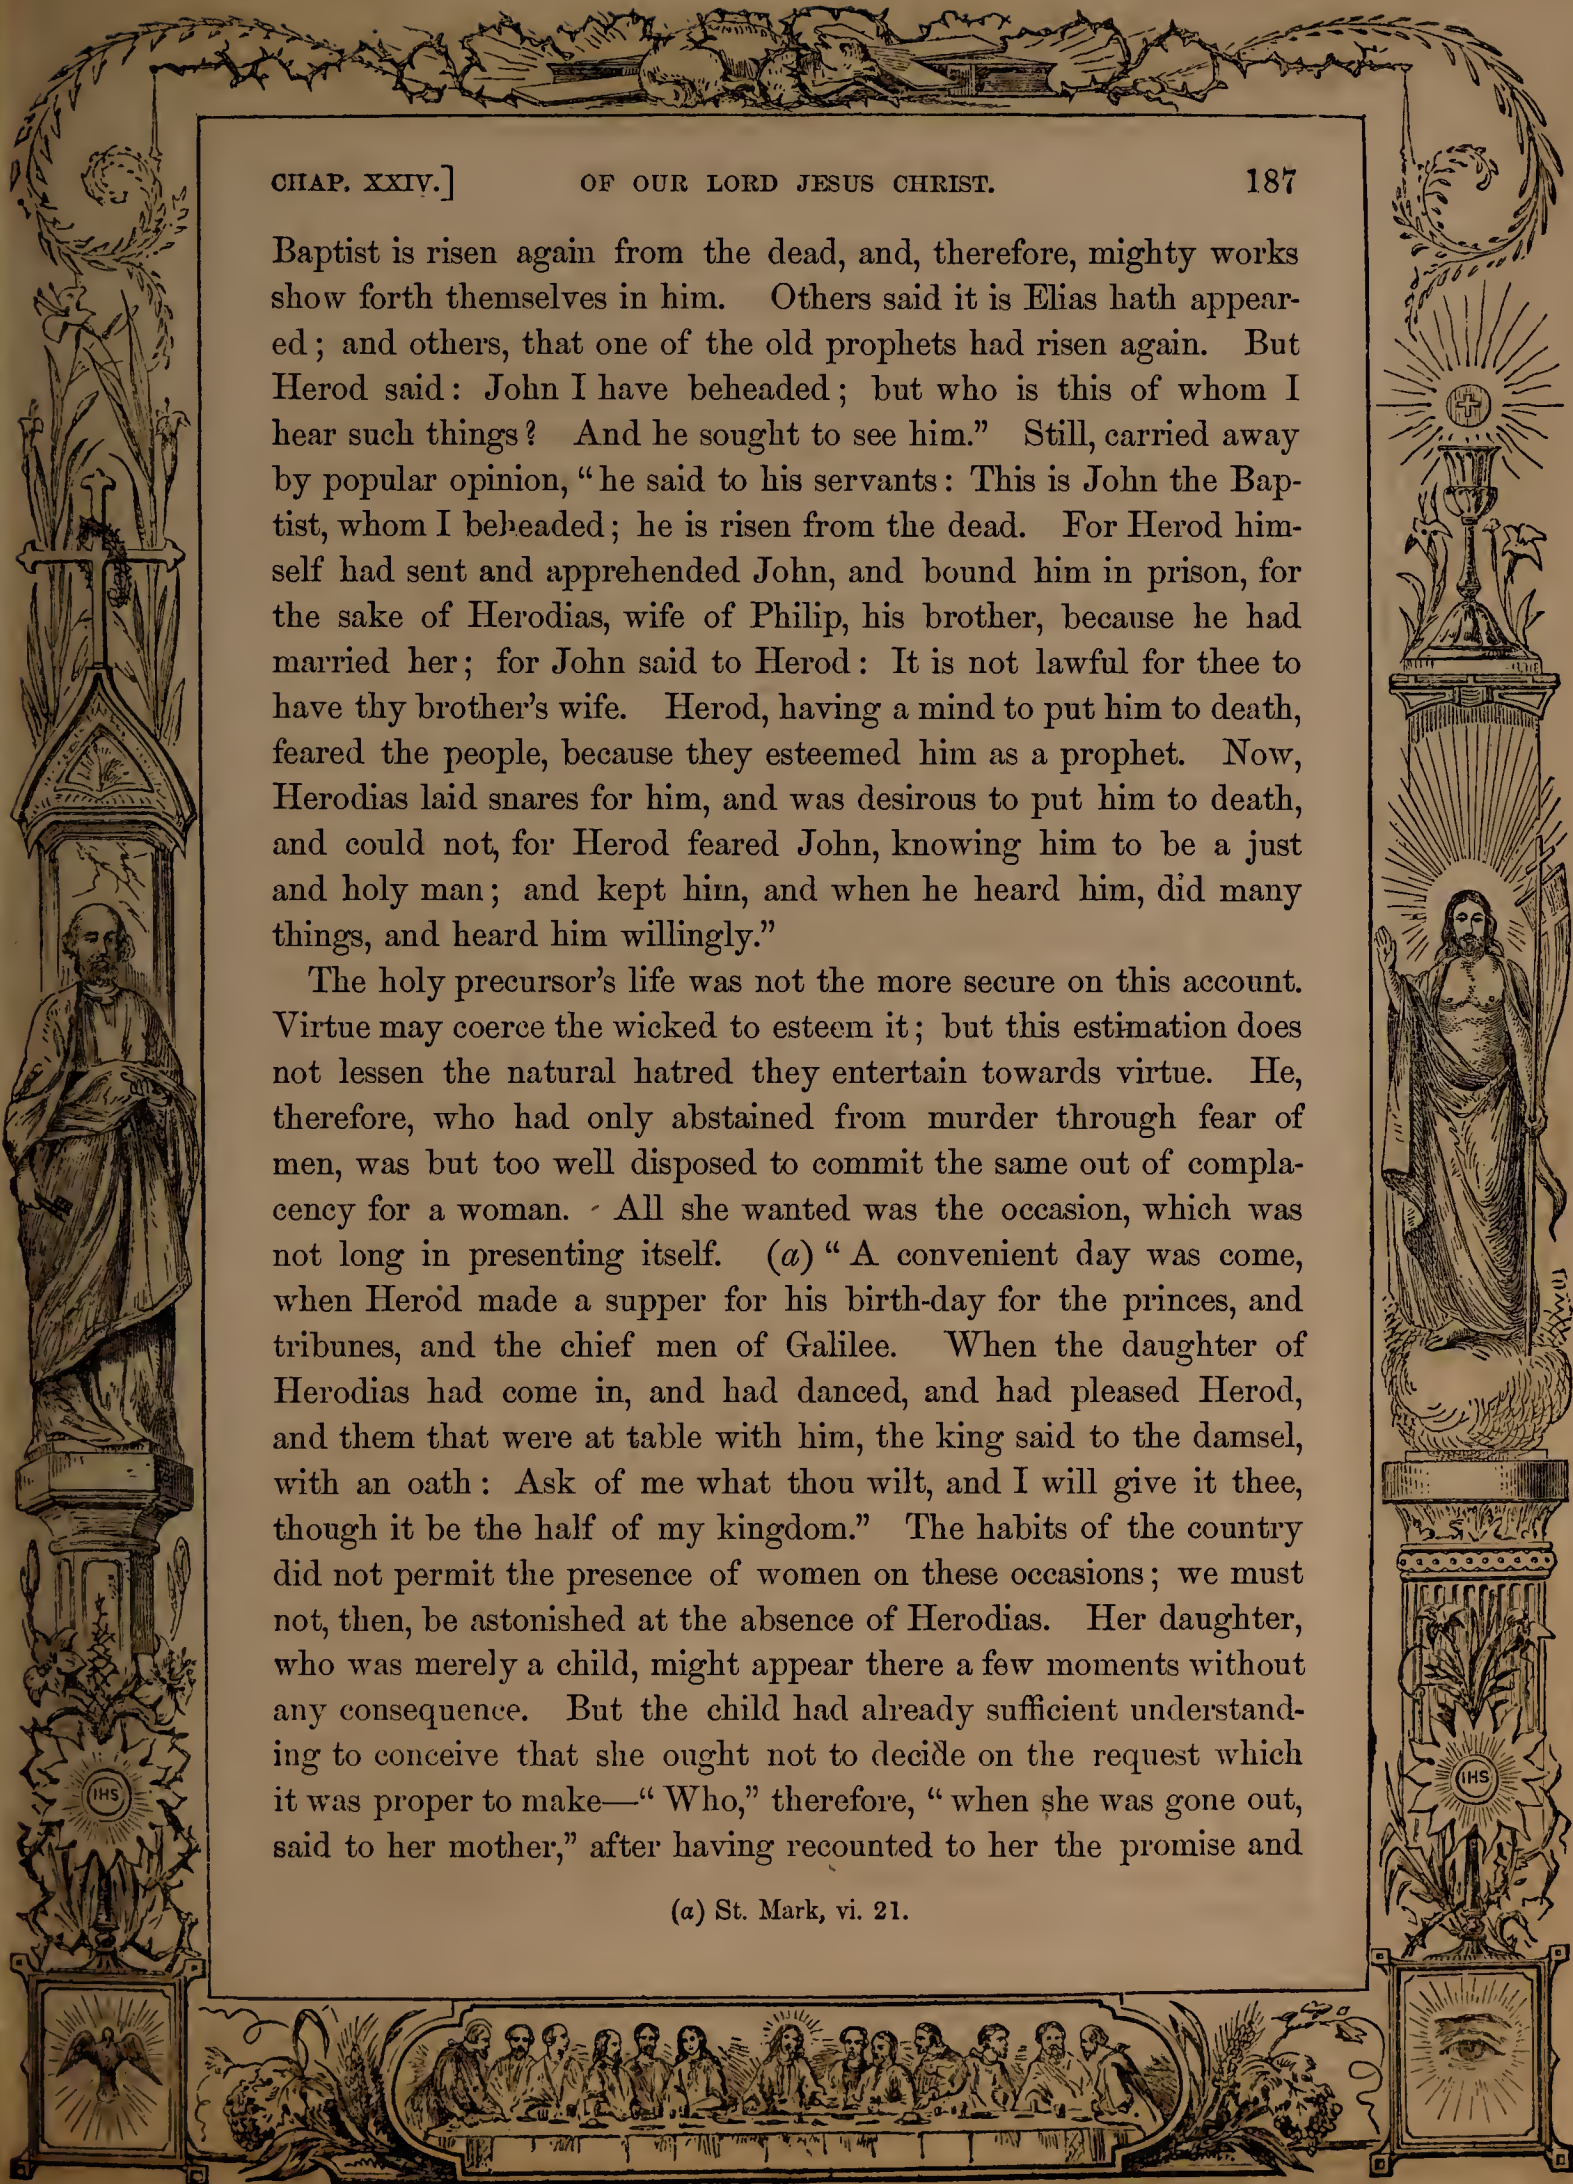 CHAP. XXIV.] OF OUR LORD JESUS CHRIST. 187
Baptist is risen again from the dead, and, therefore, mighty works
show forth themselves in him. Others said it is Elias hath appear-
ed; and others, that one of the old prophets had risen again. But
Herod said: John I have beheaded; but who is this of whom I
hear such things? And he sought to see him.” Still, carried away
by popular opinion, “he said to his servants: This is John the Bap-
tist, whom I beheaded; he is risen from the dead. For Herod him-
self had sent and apprehended John, and bound him in prison, for
the sake of Herodias, wife of Philip, his brother, because he had
married her; for John said to Herod: It is not lawful for thee to
have thy brother’s wife. Herod, having a mind to put him to death,
feared the people, because they esteemed him as a prophet. Now,
Herodias laid snares for him, and was desirous to put him to death,
and could not, for Herod feared John, knowing him to be a just
and holy man; and kept him, and when he heard him, did many
things, and heard him willingly.”
The holy precursor’s life was not the more secure on this account.
Virtue may coerce the wicked to esteem it; but this estimation does
not lessen the natural hatred they entertain towards virtue. He,
therefore, who had only abstained from murder through fear of
men, was but too well disposed to commit the same out of compla-
cency for a woman. All she wanted was the occasion, which was
not long in presenting itself. (a) “A convenient day was come,
when Herod made a supper for his birth-day for the princes, and
tribunes, and the chief men of Galilee. When the daughter of
Herodias had come in, and had danced, and had pleased Herod,
and them that were at table with him, the king said to the damsel,
with an oath: Ask of me what thou wilt, and I will give it thee,
though it be the half of my kingdom.” The habits of the country
did not permit the presence of women on these occasions; we must
not, then, be astonished at the absence of Herodias. Her daughter,
who was merely a child, might appear there a few moments without
any consequence. But the child had already sufficient understand-
ing to conceive that she ought not to decide on the request which
it was proper to make—“Who,” therefore, “when she was gone out,
said to her mother,” after having recounted to her the promise and
(a) St. Mark, vi. 21.
IHS
IHS